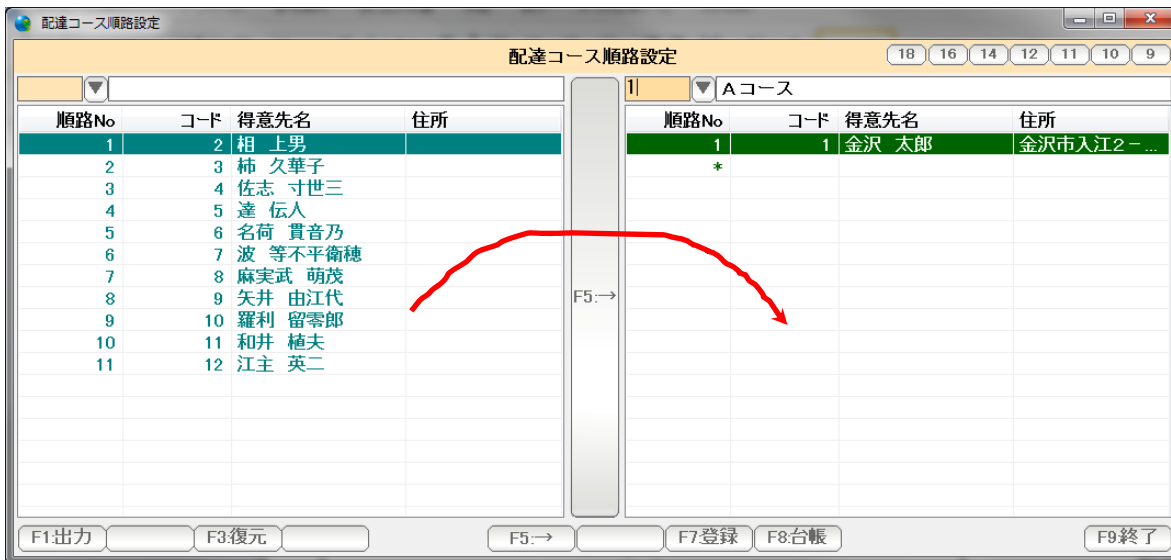 配達コース順路設定
配達コース順路設定 18 16 14 12 11 10 9
1 Aコース
順路No コード 得意先名 住所 順路No コード 得意先名 住所
1 2 相 上男 1 1 金沢 太郎 金沢市入江2-...
2 3 柿 久華子 *
3 4 佐志 寸世三
4 5 達 伝人
5 6 名荷 貫音乃
6 7 波 等不平衛穂
7 8 麻実武 萌茂
8 9 矢井 由江代 F5:→
9 10 羅利 留零郎
10 11 和井 植夫
11 12 江主 英二
F1:出力 F3:復元 F5:→ F7:登録 F8:台帳 F9:終了